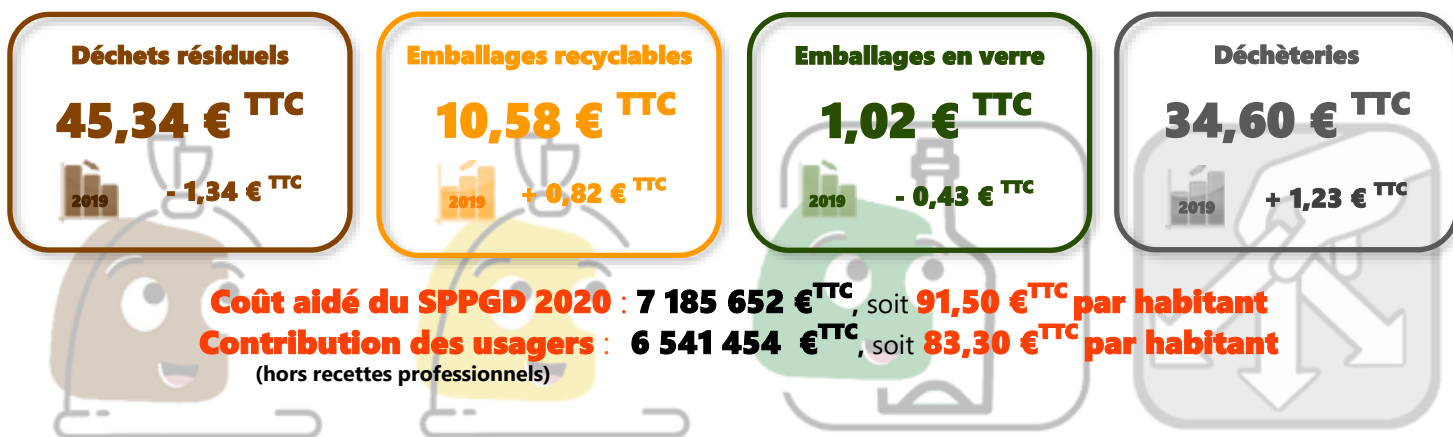 Déchets résiduels
45,34 € TTC
2019
- 1,34 € TTC
Emballages recyclables
10,58 € TTC
2019
+ 0,82 € TTC
Emballages en verre
1,02 € TTC
2019
- 0,43 € TTC
Déchèteries
34,60 € TTC
2019
+ 1,23 € TTC
Coût aidé du SPPGD 2020 : 7 185 652 €TTC, soit 91,50 €TTC par habitant
Contribution des usagers : 6 541 454 €TTC, soit 83,30 €TTC par habitant
(hors recettes professionnels)